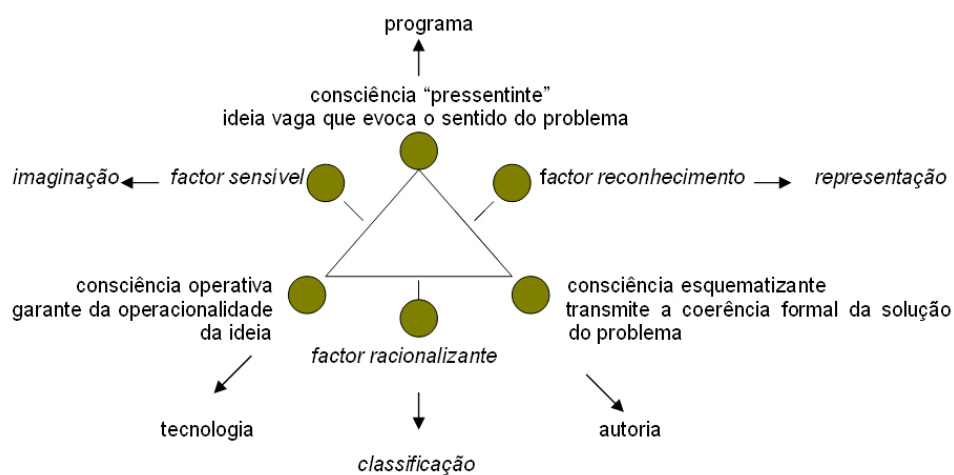 programa
consciência “pressentinte”
ideia vaga que evoca o sentido do problema
imaginação
factor sensível
factor reconhecimento
representação
consciência operativa
garante da operacionalidade
da ideia
consciência esquematizante
transmite a coerência formal da solução
do problema
factor racionalizante
tecnologia
autoria
classificação